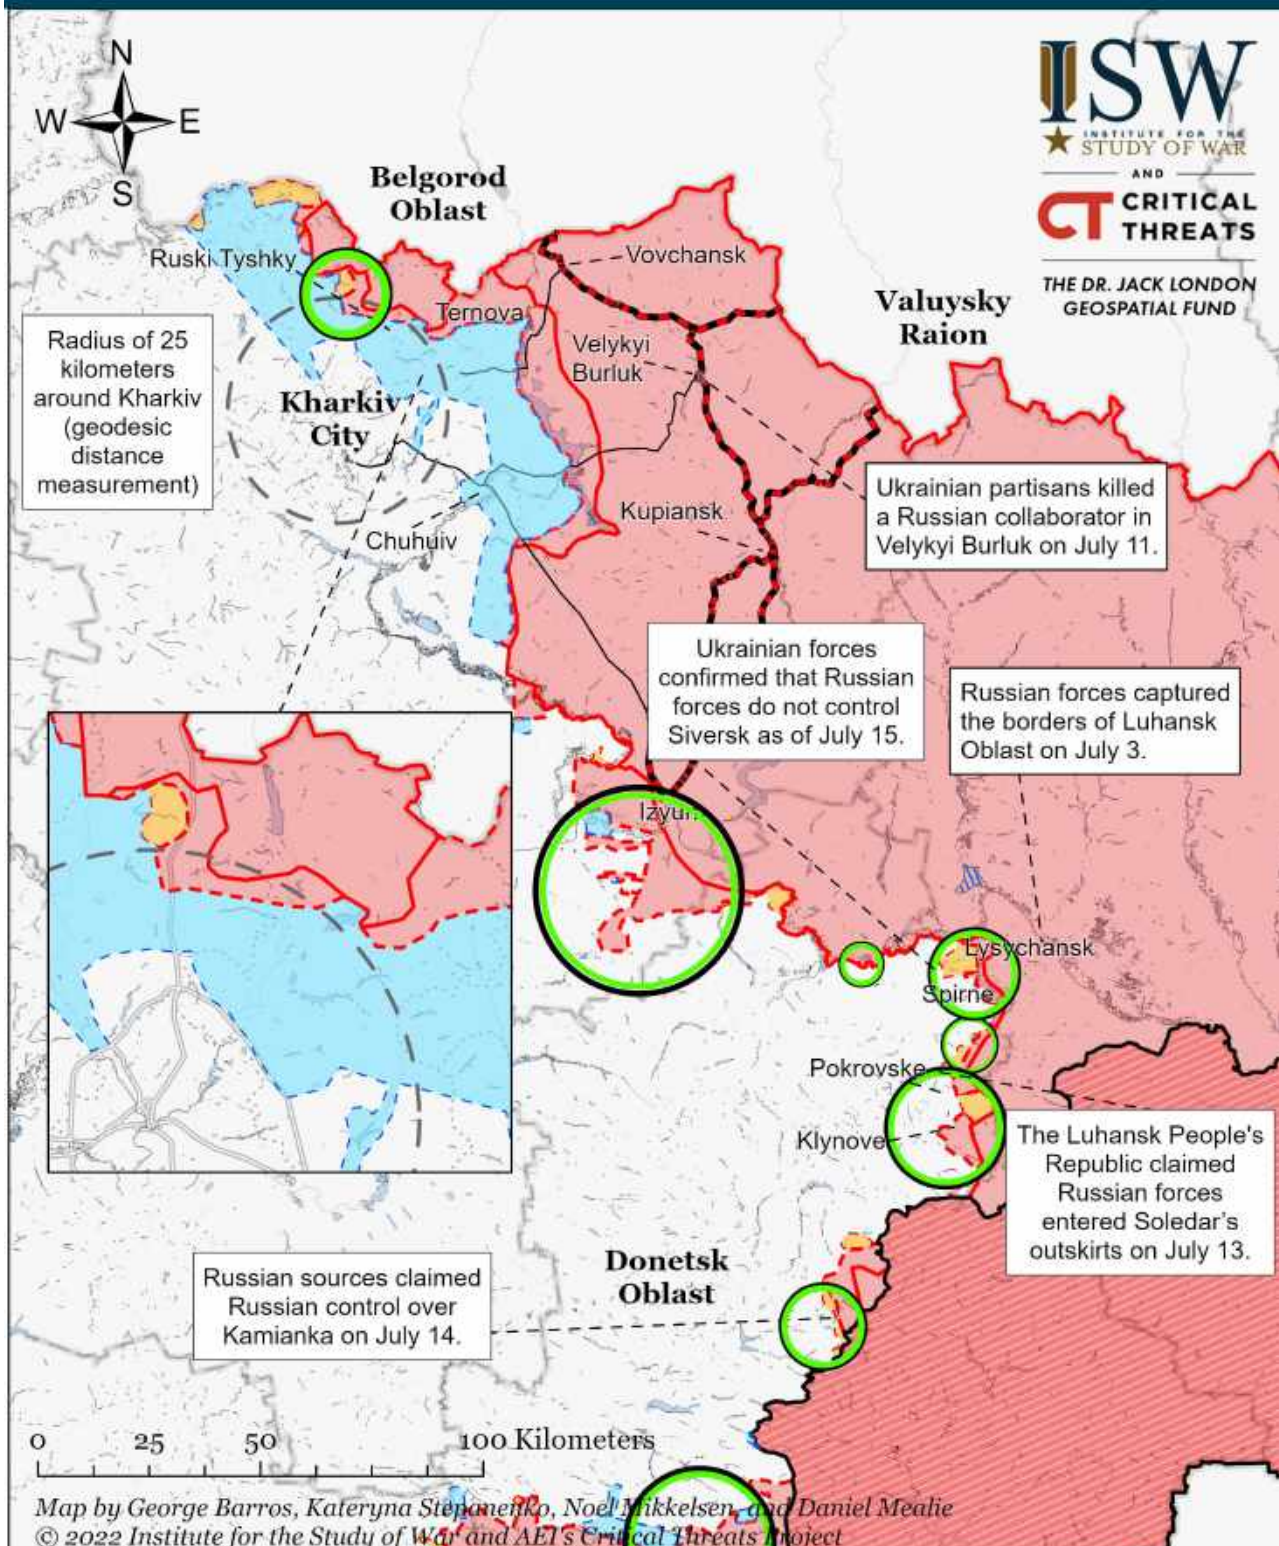 N
W E
S
ISW
INSTITUTE FOR THE
STUDY OF WAR
AND
CT CRITICAL
THREATS
THE DR. JACK LONDON
GEOSPATIAL FUND
Belgorod
Oblast
Ruski Tyshky
Vovchansk
Valuysky
Raion
Ternova
Radius of 25
kilometers
around Kharkiv
(geodesic
distance
measurement)
Velykyi
Burluk
Kharkiv
City
Ukrainian partisans killed
a Russian collaborator in
Velykyi Burluk on July 11.
Kupiansk
Chuhuiv
Ukrainian forces
confirmed that Russian
forces do not control
Siversk as of July 15.
Russian forces captured
the borders of Luhansk
Oblast on July 3.
Lysychansk
Spirne
Pokrovske
Klynove
The Luhansk People's
Republic claimed
Russian forces
entered Soledar's
outskirts on July 13.
Donetsk
Oblast
Russian sources claimed
Russian control over
Kamianka on July 14.
0 25 50 100 Kilometers
Map by George Barros, Kateryna Stepanenko, Noel Mikkelsen, and Daniel Mealie
© 2022 Institute for the Study of War and AEI's Critical Threats Project